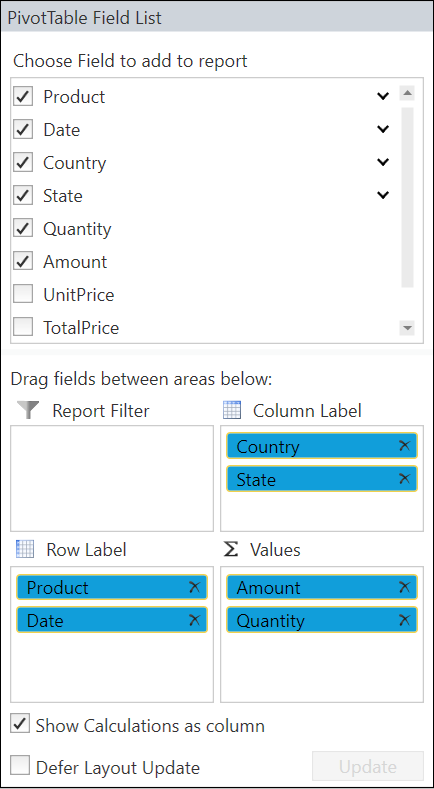 PivotTable Field List
Choose Field to add to report
Product
Date
Country
State
Quantity
Amount
UnitPrice
TotalPrice
Drag fields between areas below:
Report Filter
Column Label
Country
State
Row Label
Σ Values
Product
Amount
Date
Quantity
Show Calculations as column
Defer Layout Update
Update